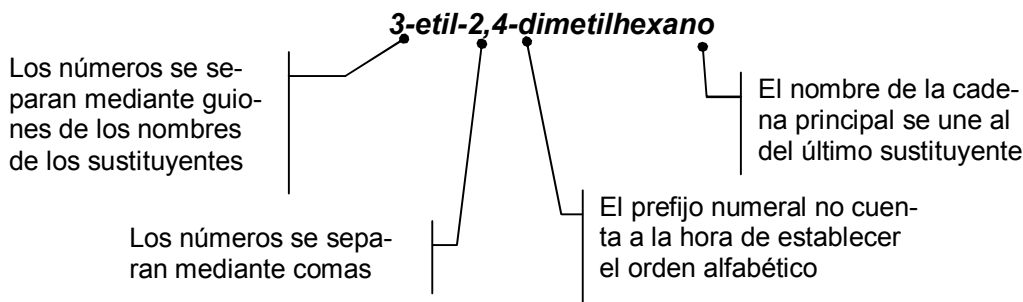 3-etil-2,4-dimetilhexano
Los números se se-
paran mediante guio-
nes de los nombres
de los sustituyentes
El nombre de la cade-
na principal se une al
del último sustituyente
Los números se sepa-
ran mediante comas
El prefijo numeral no cuen-
ta a la hora de establecer
el orden alfabético